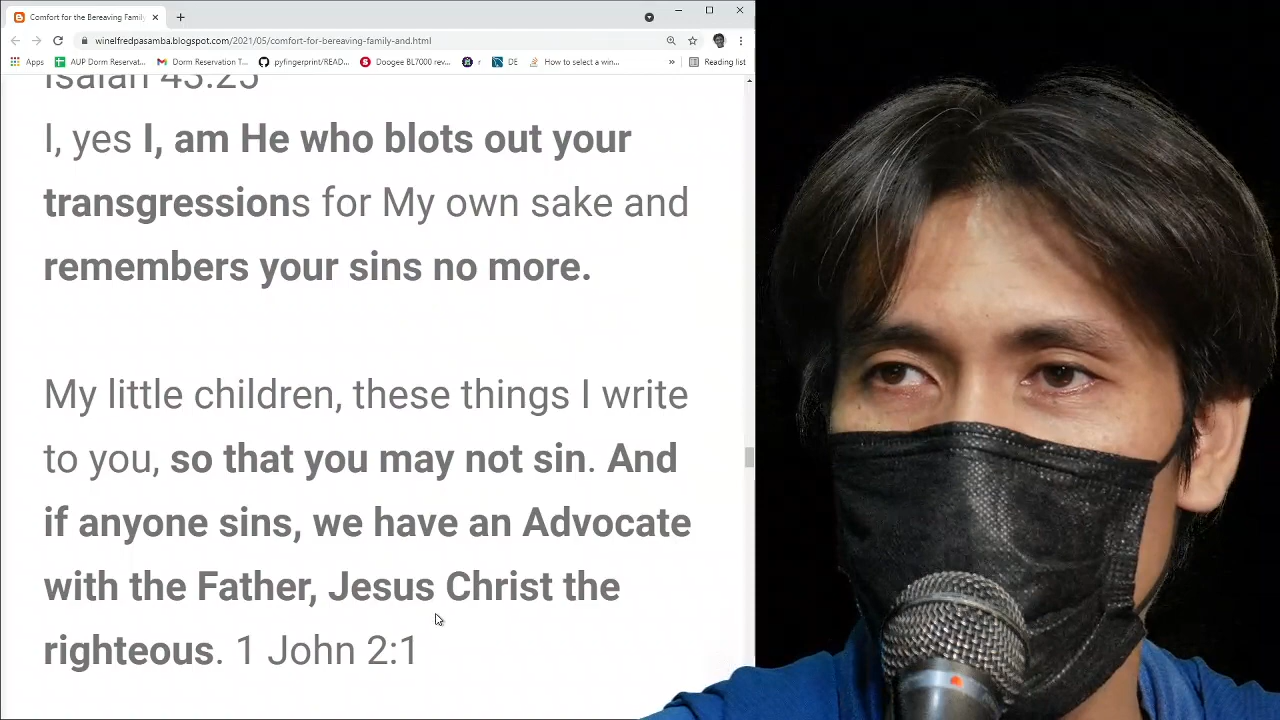 Comfort for the Bereaving Family
winelfredpasamba.blogspot.com/2021/05/comfort-for-bereaving-family-and.html
Apps AUP Dorm Reservat... Dorm Reservation T... pyfingerprint/READ... Doogee BL7000 rev... r DE How to select a win... » Reading list
Isaiah 43:25
I, yes I, am He who blots out your
transgressions for My own sake and
remembers your sins no more.
My little children, these things I write
to you, so that you may not sin. And
if anyone sins, we have an Advocate
with the Father, Jesus Christ the
righteous. 1 John 2:1